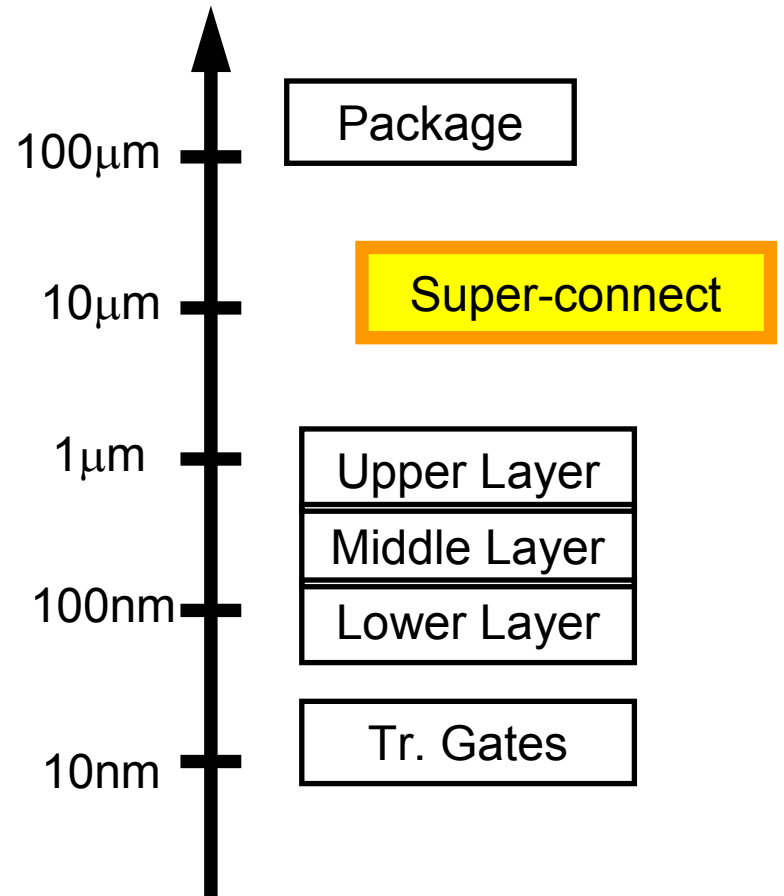 Package
100μm
Super-connect
10μm
1μm
Upper Layer
Middle Layer
100nm
Lower Layer
Tr. Gates
10nm